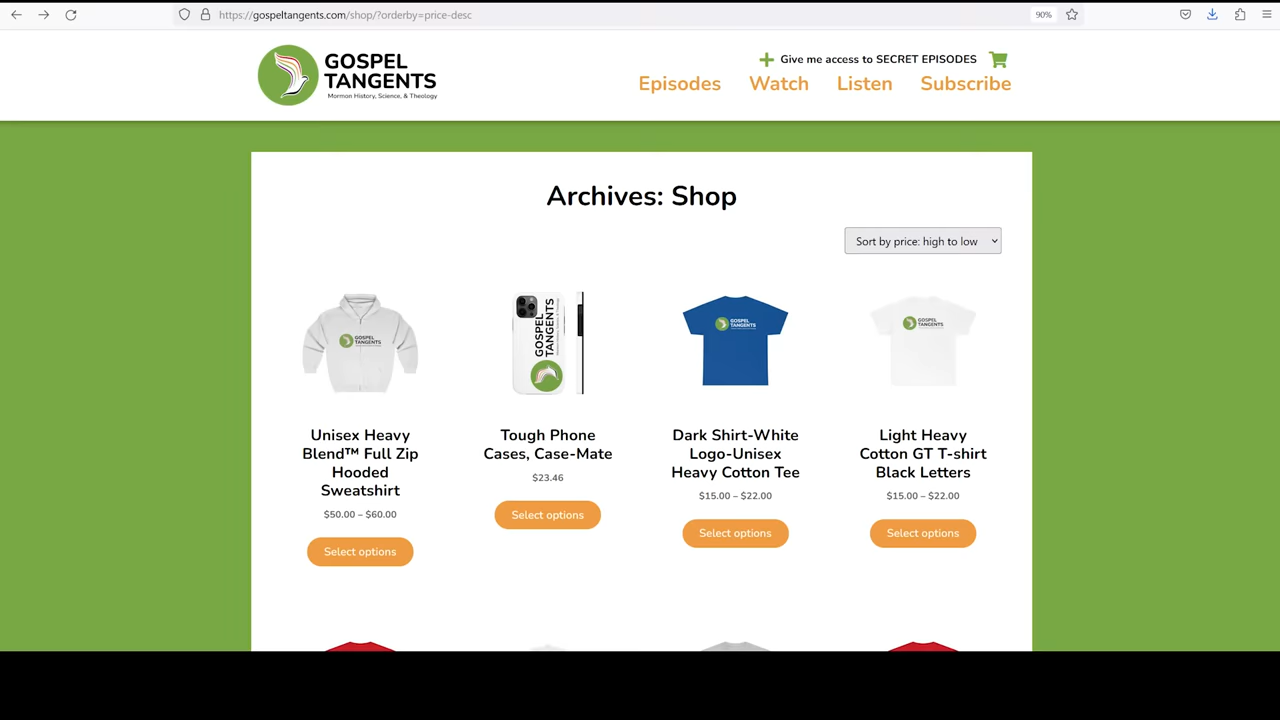 https://gospeltangents.com/shop/?orderby=price-desc
90%
GOSPEL
TANGENTS
Mormon History, Science, & Theology
Give me access to SECRET EPISODES
Episodes Watch Listen Subscribe
Archives: Shop
Sort by price: high to low
GOSPEL
TANGENTS
GOSPEL
TANGENTS
GOSPEL
TANGENTS
GOSPEL
TANGENTS
Unisex Heavy
Blend™ Full Zip
Hooded
Sweatshirt
$50.00 – $60.00
Select options
Tough Phone
Cases, Case-Mate
$23.46
Select options
Dark Shirt-White
Logo-Unisex
Heavy Cotton Tee
$15.00 – $22.00
Select options
Light Heavy
Cotton GT T-shirt
Black Letters
$15.00 – $22.00
Select options